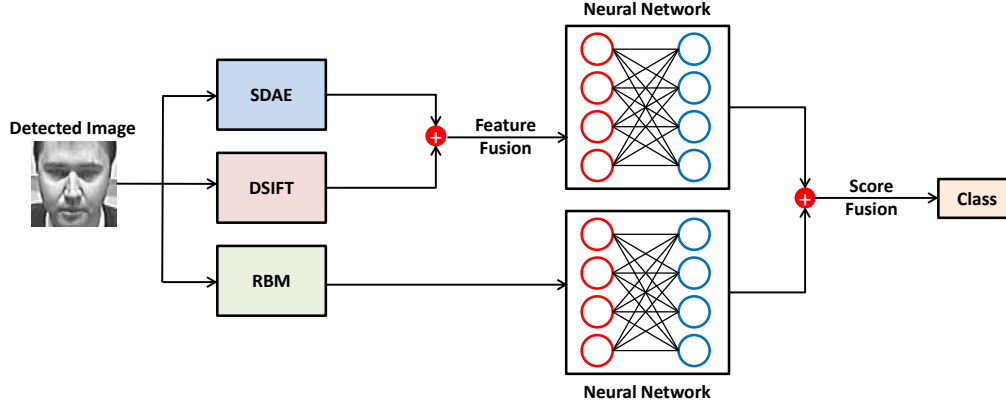 Neural Network
SDAE
Detected Image
Feature
Fusion
DSIFT
Score
Fusion
Class
RBM
Neural Network